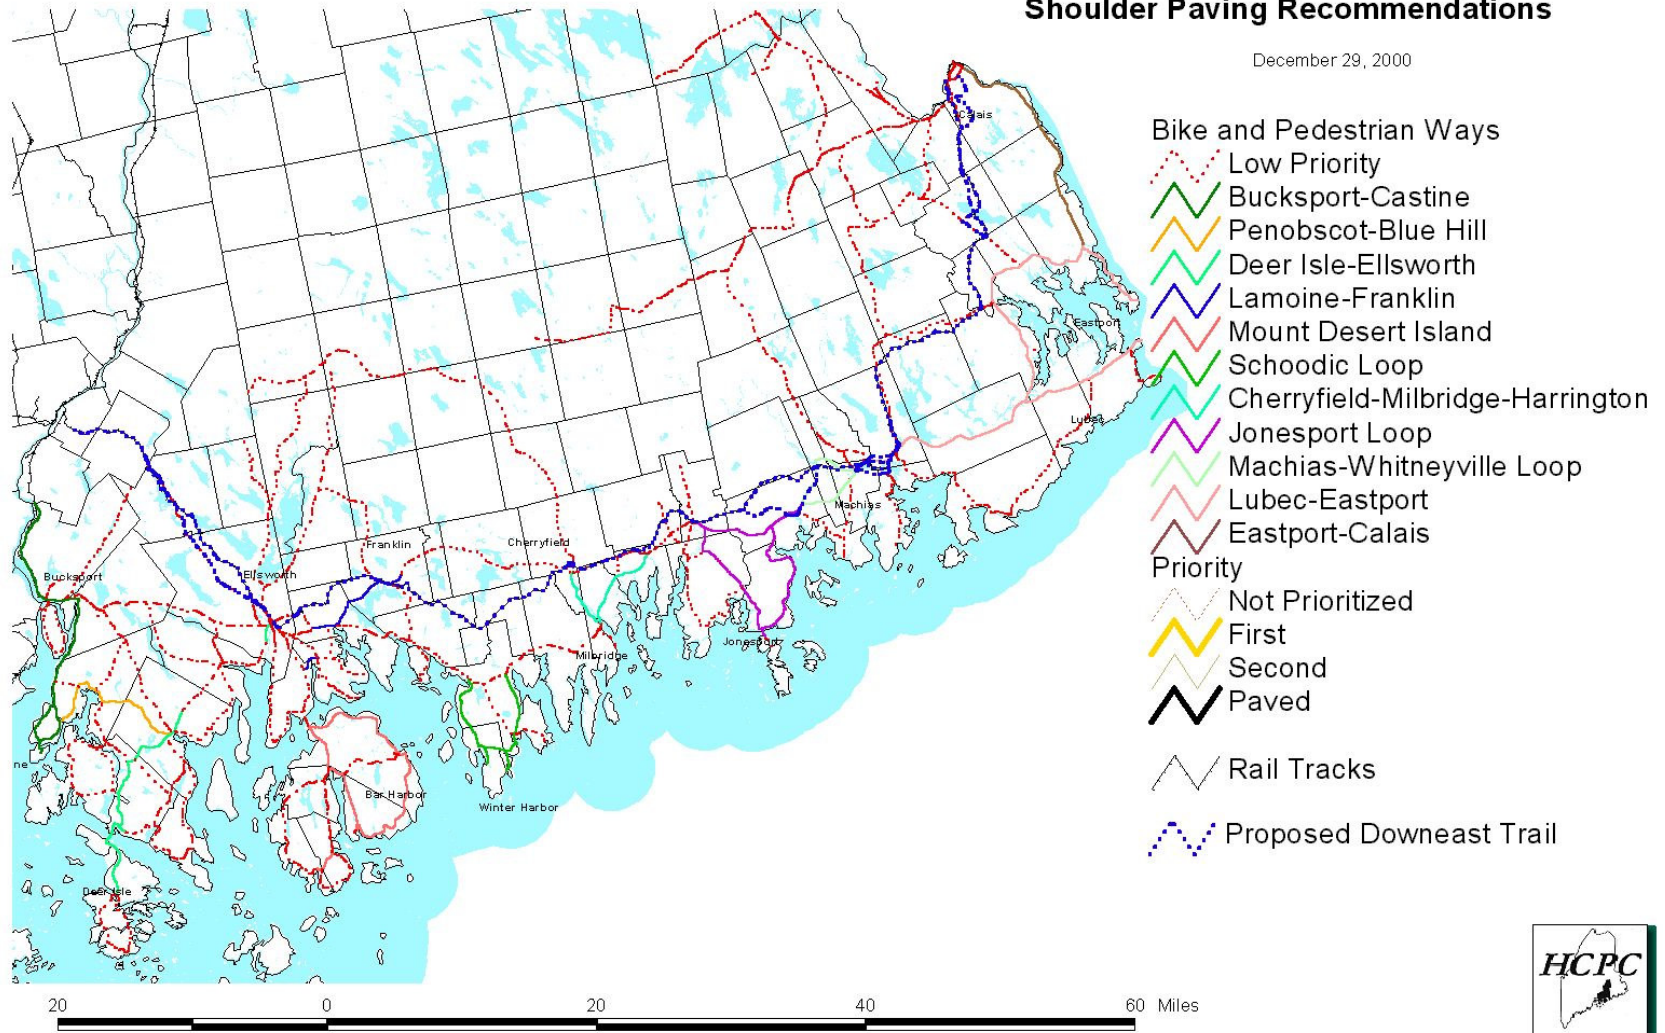 Shoulder Paving Recommendations
December 29, 2000
Bike and Pedestrian Ways
Low Priority
Bucksport-Castine
Penobscot-Blue Hill
Deer Isle-Ellsworth
Lamoine-Franklin
Mount Desert Island
Schoodic Loop
Cherryfield-Milbridge-Harrington
Jonesport Loop
Machias-Whitneyville Loop
Lubec-Eastport
Eastport-Calais
Priority
Not Prioritized
First
Second
Paved
Rail Tracks
Proposed Downeast Trail
Calais
Eastport
Lubec
Machias
Cherryfield
Franklin
Ellsworth
Bucksport
Jonesport
Milbridge
ne
Bar Harbor
Winter Harbor
Deer Isle
20 0 20 40 60 Miles
HCPC